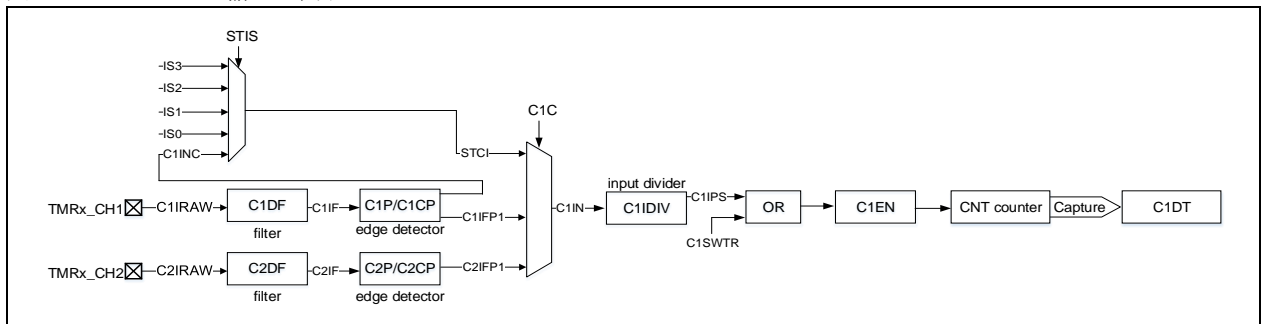 STIS
IS3
IS2
IS1
IS0
C1INC
C1C
STCI
TMRx_CH1
C1IRAW
C1DF
filter
C1IF
C1P/C1CP
edge detector
C1IFP1
C1IN
input divider
C1IDIV
C1IPS
C1SWTR
OR
C1EN
CNT counter
Capture
C1DT
TMRx_CH2
C2IRAW
C2DF
filter
C2IF
C2P/C2CP
edge detector
C2IFP1